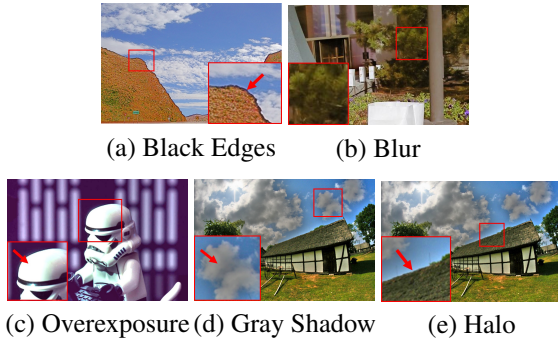 (a) Black Edges
(b) Blur
(c) Overexposure
(d) Gray Shadow
(e) Halo